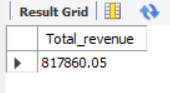 Result Grid
Total_revenue
817860.05